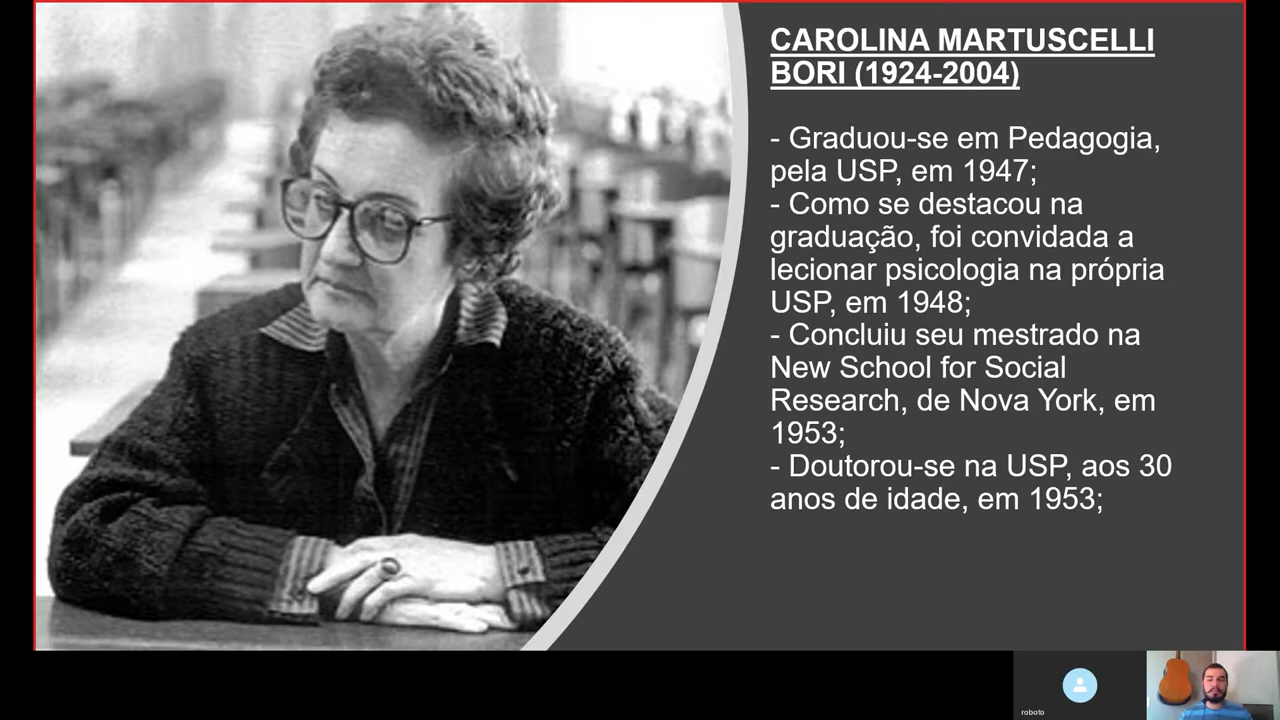 CAROLINA MARTUSCELLI
BORI (1924-2004)
- Graduou-se em Pedagogia,
pela USP, em 1947;
- Como se destacou na
graduação, foi convidada a
lecionar psicologia na própria
USP, em 1948;
- Concluiu seu mestrado na
New School for Social
Research, de Nova York, em
1953;
- Doutorou-se na USP, aos 30
anos de idade, em 1953;
roboto